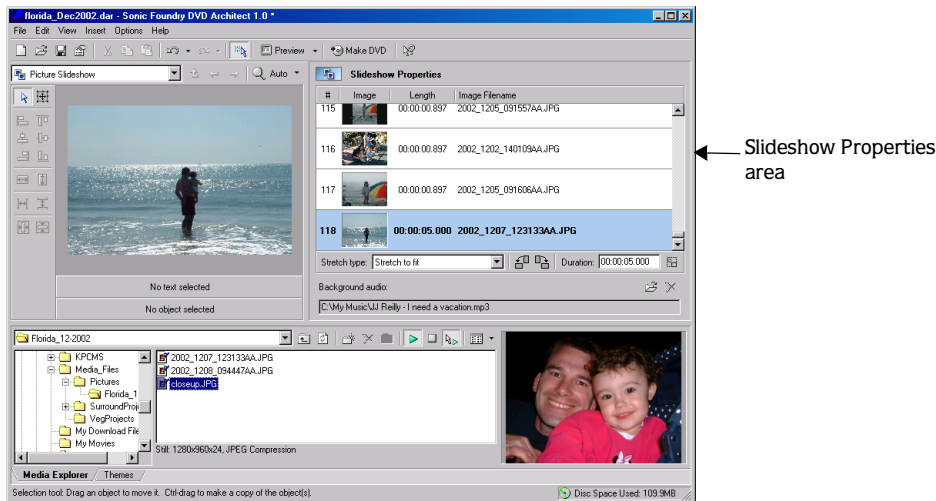 florida_Dec2002.dar - Sonic Foundry DVD Architect 1.0 *
File Edit View Insert Options Help
Preview Make DVD
Picture Slideshow Auto
Slideshow Properties
# Image Length Image Filename
115 00:00:00.897 2002_1205_091557AA.JPG
116 00:00:00.897 2002_1202_140109AA.JPG
117 00:00:00.897 2002_1205_091606AA.JPG
118 00:00:05.000 2002_1207_123133AA.JPG
Slideshow Properties
area
Stretch type: Stretch to fit Duration: 00:00:05.000
No text selected
No object selected
Background audio:
C:\My Music\JJ Reilly - I need a vacation.mp3
Florida_12-2002
KPCMS
Media_Files
Pictures
Florida_1
SurroundProj
VegProjects
My Download File
My Movies
2002_1207_123133AA.JPG
2002_1208_094447AA.JPG
closeup.JPG
Still: 1280x960x24, JPEG Compression
Media Explorer Themes
Selection tool: Drag an object to move it. Ctrl-drag to make a copy of the object(s).
Disc Space Used: 109.9MB